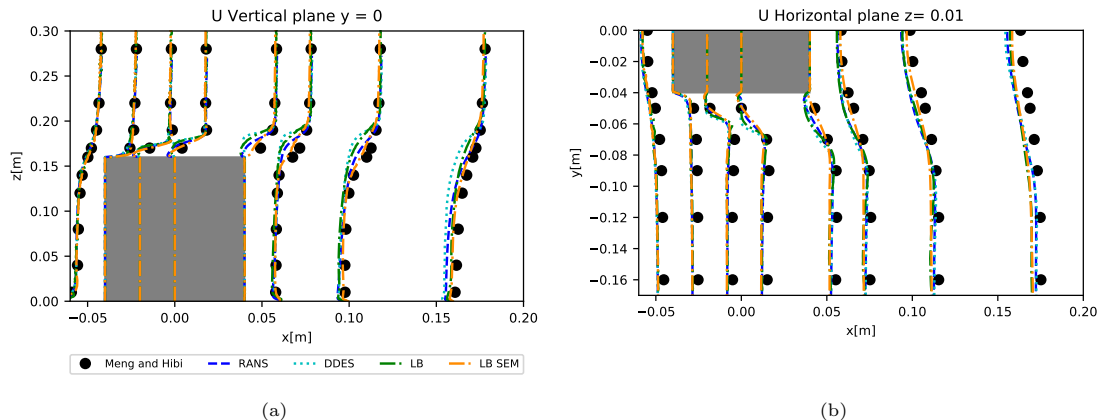 U Vertical plane y = 0
0.30
0.25
0.20
0.15
0.10
0.05
0.00
z[m]
−0.05 0.00 0.05 0.10 0.15 0.20
x[m]
Meng and Hibi RANS DDES LB LB SEM
(a)
U Horizontal plane z= 0.01
0.00
−0.02
−0.04
−0.06
−0.08
−0.10
−0.12
−0.14
−0.16
y[m]
−0.05 0.00 0.05 0.10 0.15 0.20
x[m]
(b)